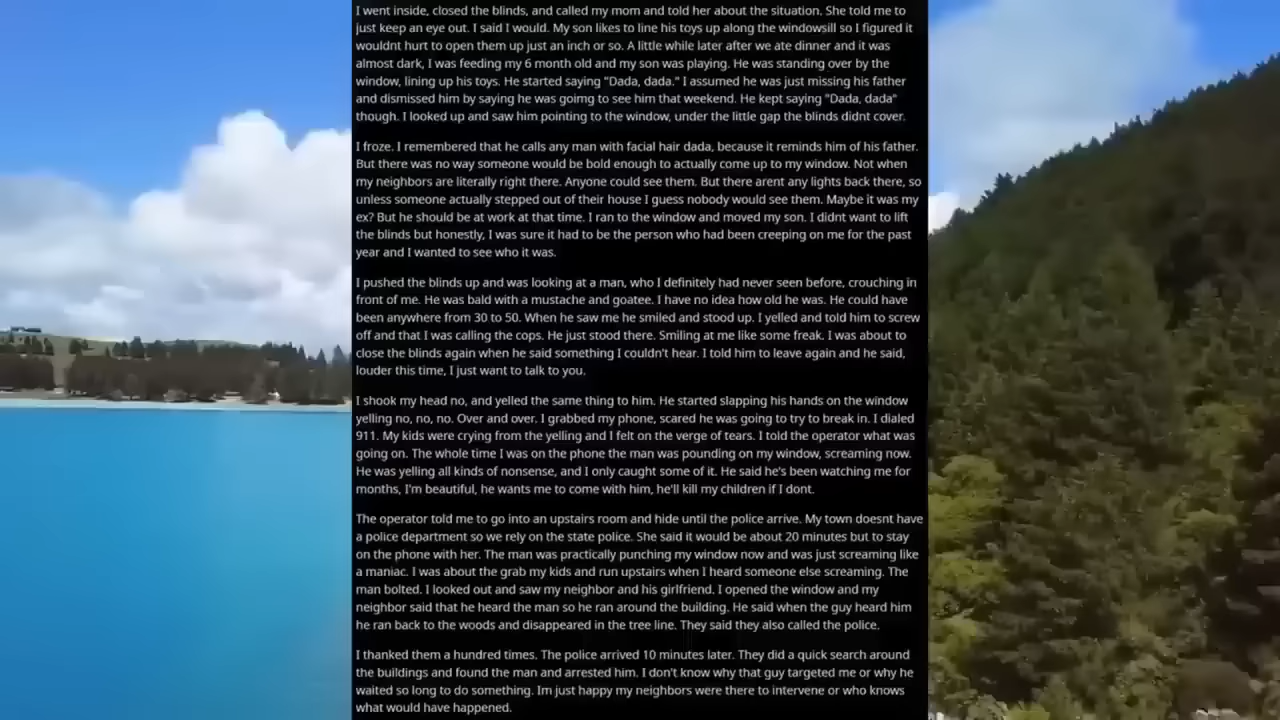 I went inside, closed the blinds, and called my mom and told her about the situation. She told me to
just keep an eye out. I said I would. My son likes to line his toys up along the windowsill so I figured it
wouldnt hurt to open them up just an inch or so. A little while later after we ate dinner and it was
almost dark, I was feeding my 6 month old and my son was playing. He was standing over by the
window, lining up his toys. He started saying "Dada, dada." I assumed he was just missing his father
and dismissed him by saying he was goimg to see him that weekend. He kept saying "Dada, dada"
though. I looked up and saw him pointing to the window, under the little gap the blinds didnt cover.
I froze. I remembered that he calls any man with facial hair dada, because it reminds him of his father.
But there was no way someone would be bold enough to actually come up to my window. Not when
my neighbors are literally right there. Anyone could see them. But there arent any lights back there, so
unless someone actually stepped out of their house I guess nobody would see them. Maybe it was my
ex? But he should be at work at that time. I ran to the window and moved my son. I didnt want to lift
the blinds but honestly, I was sure it had to be the person who had been creeping on me for the past
year and I wanted to see who it was.
I pushed the blinds up and was looking at a man, who I definitely had never seen before, crouching in
front of me. He was bald with a mustache and goatee. I have no idea how old he was. He could have
been anywhere from 30 to 50. When he saw me he smiled and stood up. I yelled and told him to screw
off and that I was calling the cops. He just stood there. Smiling at me like some freak. I was about to
close the blinds again when he said something I couldn't hear. I told him to leave again and he said,
louder this time, I just want to talk to you.
I shook my head no, and yelled the same thing to him. He started slapping his hands on the window
yelling no, no, no. Over and over. I grabbed my phone, scared he was going to try to break in. I dialed
911. My kids were crying from the yelling and I felt on the verge of tears. I told the operator what was
going on. The whole time I was on the phone the man was pounding on my window, screaming now.
He was yelling all kinds of nonsense, and I only caught some of it. He said he's been watching me for
months, I'm beautiful, he wants me to come with him, he'll kill my children if I dont.
The operator told me to go into an upstairs room and hide until the police arrive. My town doesnt have
a police department so we rely on the state police. She said it would be about 20 minutes but to stay
on the phone with her. The man was practically punching my window now and was just screaming like
a maniac. I was about the grab my kids and run upstairs when I heard someone else screaming. The
man bolted. I looked out and saw my neighbor and his girlfriend. I opened the window and my
neighbor said that he heard the man so he ran around the building. He said when the guy heard him
he ran back to the woods and disappeared in the tree line. They said they also called the police.
I thanked them a hundred times. The police arrived 10 minutes later. They did a quick search around
the buildings and found the man and arrested him. I don't know why that guy targeted me or why he
waited so long to do something. Im just happy my neighbors were there to intervene or who knows
what would have happened.